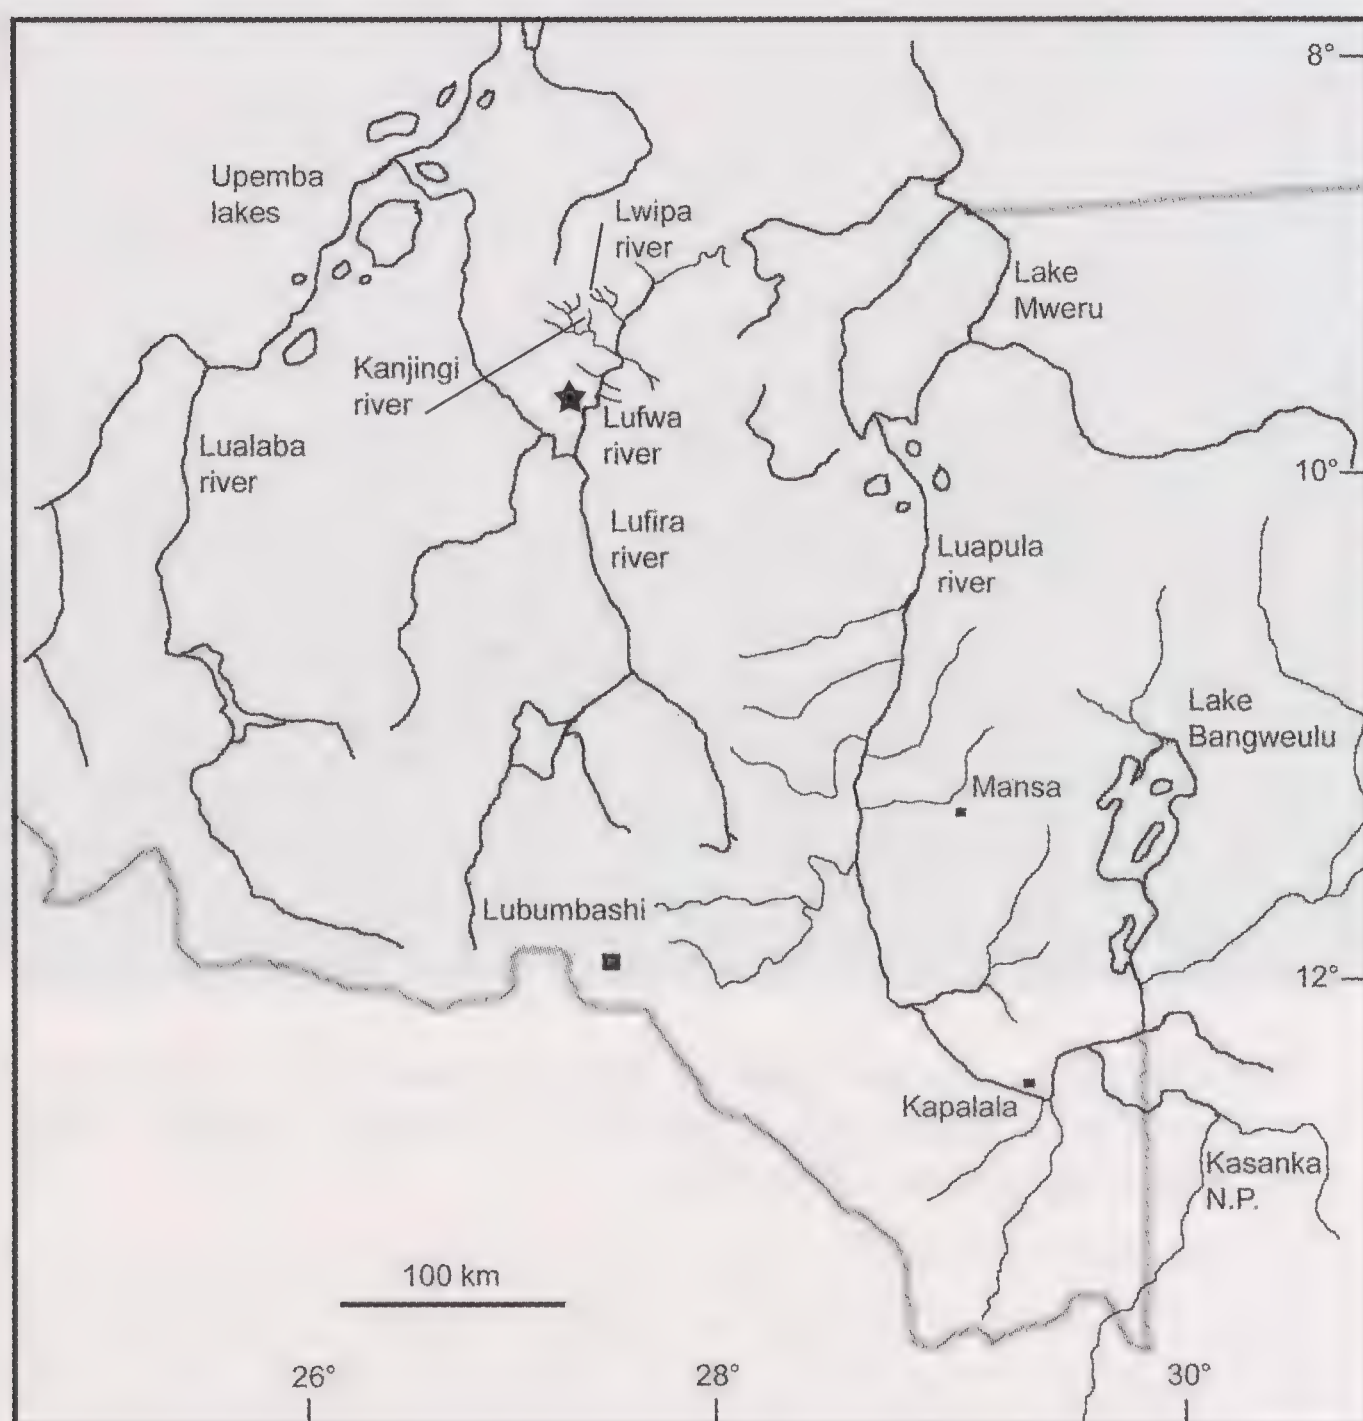 8°
Upemba
lakes
Lwipa
river
Lake
Mweru
Kanjingi
river
Lufwa
river
Lualaba
river
10°
Lufira
river
Luapula
river
Lake
Bangweulu
Mansa
Lubumbashi
12°
Kapalala
Kasanka
N.P.
100 km
26°
28°
30°